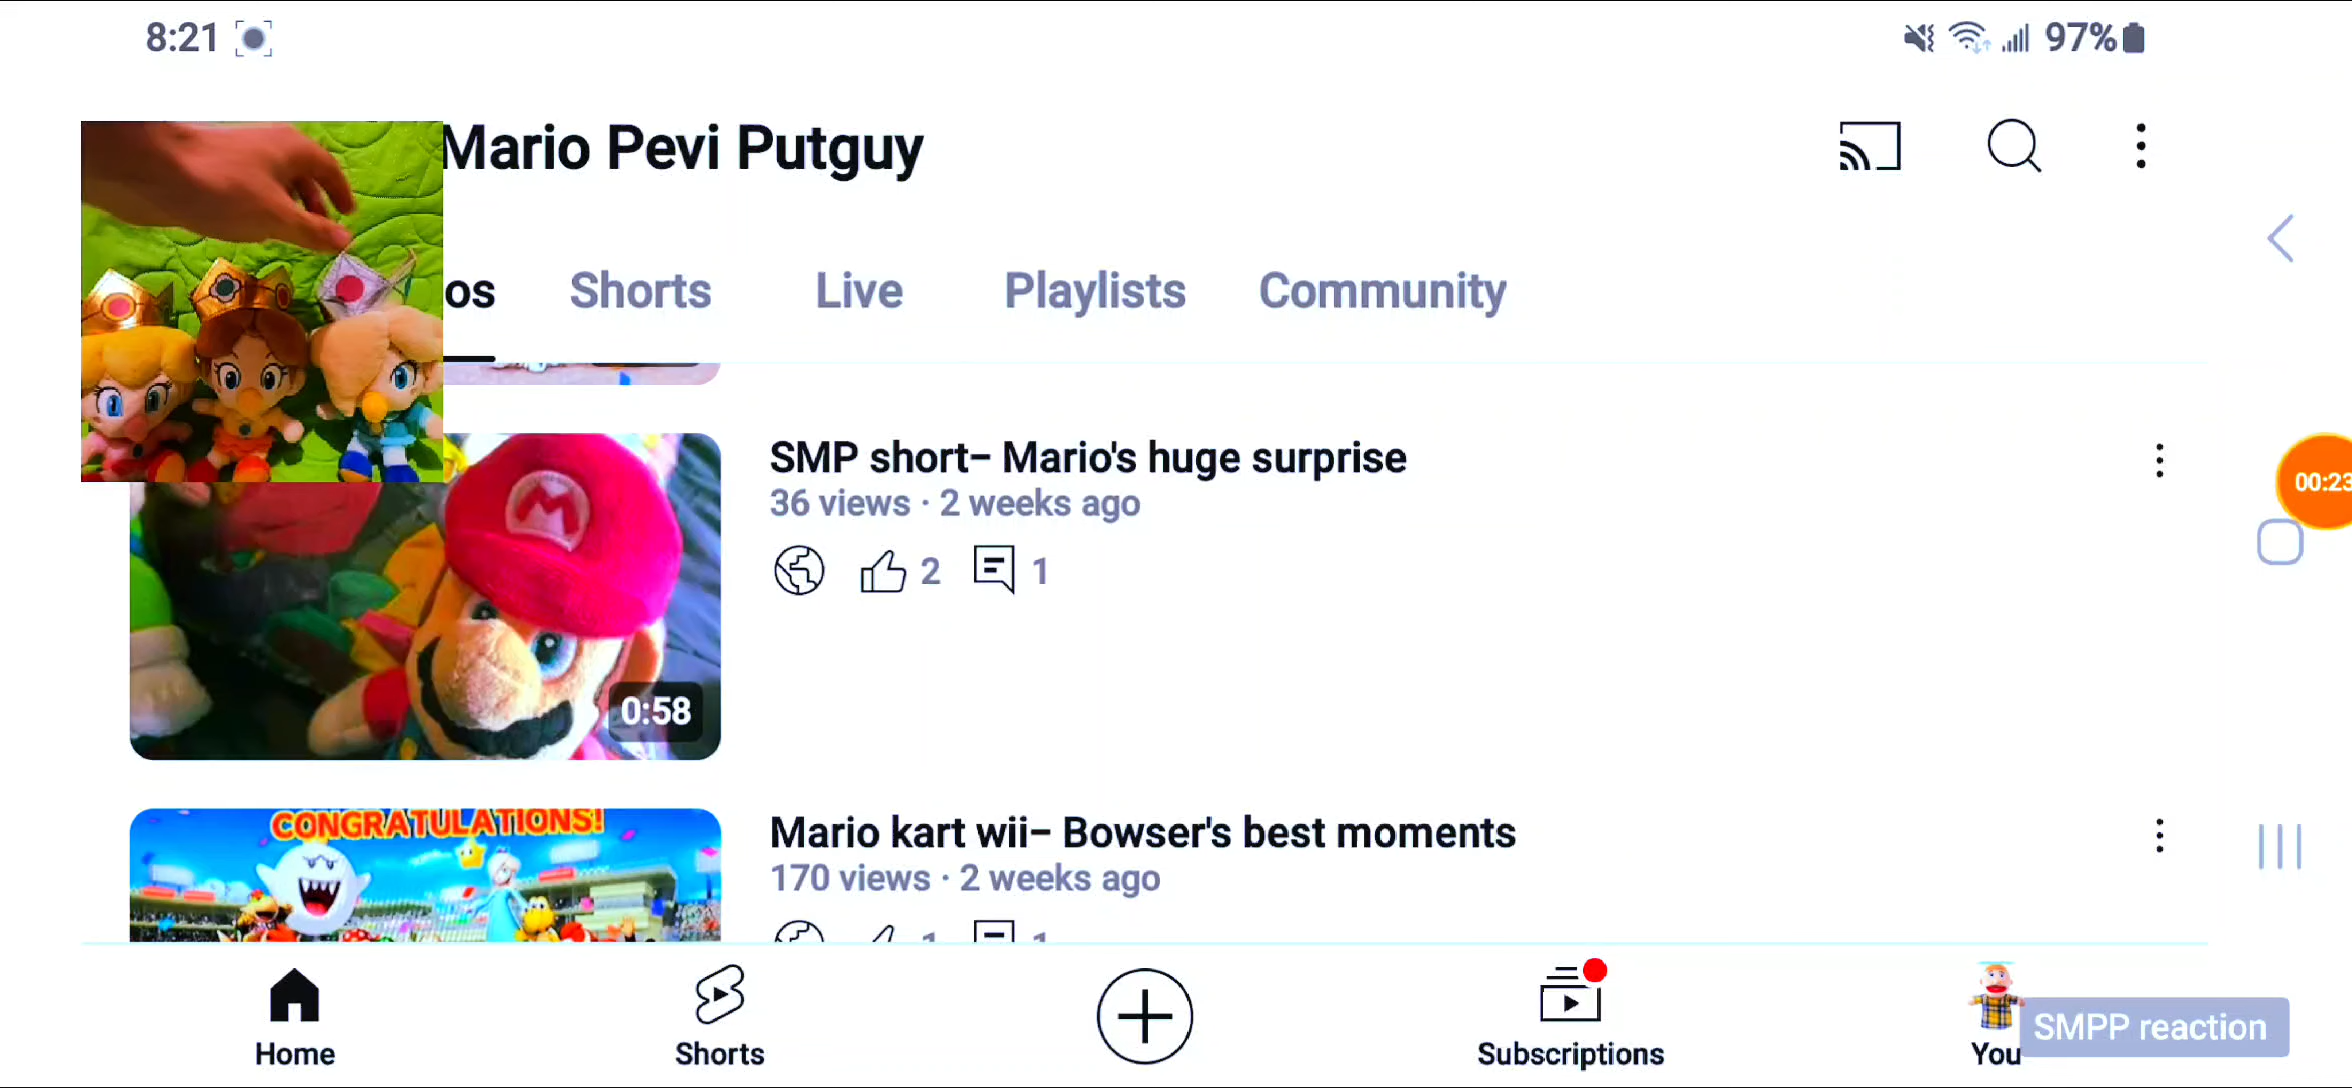 8:21
97%
Mario Pevi Putguy
os
Shorts
Live
Playlists
Community
M
0:58
SMP short– Mario's huge surprise
36 views · 2 weeks ago
2
1
00:23
CONGRATULATIONS!
Mario kart wii– Bowser's best moments
170 views · 2 weeks ago
1
1
Home
Shorts
Subscriptions
You
SMPP reaction